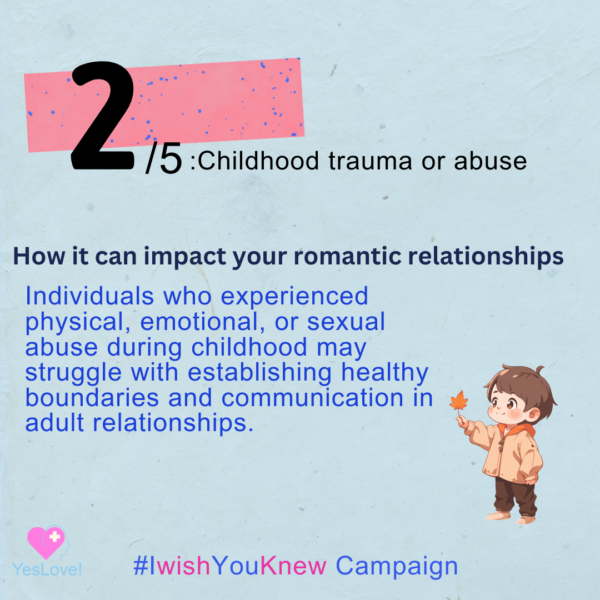 2/5 :Childhood trauma or abuse
How it can impact your romantic relationships
Individuals who experienced
physical, emotional, or sexual
abuse during childhood may
struggle with establishing healthy
boundaries and communication in
adult relationships.
YesLove!
#IwishYouKnew Campaign